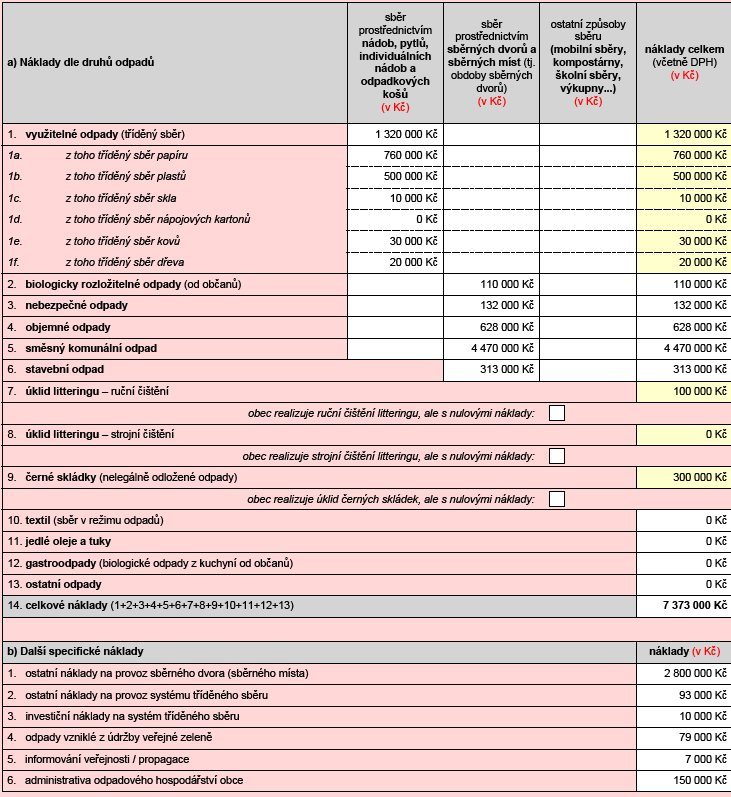 a) Náklady dle druhů odpadů
sběr
prostřednictvím
nádob, pytlů,
individuálních
nádob a
odpadkových
košů
(v Kč)
sběr
prostřednictvím
sběrných dvorů a
sběrných míst (tj.
obdoby sběrných
dvorů)
(v Kč)
ostatní způsoby
sběru
(mobilní sběry,
kompostárny,
školní sběry,
výkupny...)
(v Kč)
náklady celkem
(včetně DPH)
(v Kč)
1. využitelné odpady (tříděný sběr) 1 320 000 Kč 1 320 000 Kč
1a. z toho tříděný sběr papíru 760 000 Kč 760 000 Kč
1b. z toho tříděný sběr plastů 500 000 Kč 500 000 Kč
1c. z toho tříděný sběr skla 10 000 Kč 10 000 Kč
1d. z toho tříděný sběr nápojových kartonů 0 Kč 0 Kč
1e. z toho tříděný sběr kovů 30 000 Kč 30 000 Kč
1f. z toho tříděný sběr dřeva 20 000 Kč 20 000 Kč
2. biologicky rozložitelné odpady (od občanů) 110 000 Kč 110 000 Kč
3. nebezpečné odpady 132 000 Kč 132 000 Kč
4. objemné odpady 628 000 Kč 628 000 Kč
5. směsný komunální odpad 4 470 000 Kč 4 470 000 Kč
6. stavební odpad 313 000 Kč 313 000 Kč
7. úklid litteringu – ruční čištění 100 000 Kč
obec realizuje ruční čištění litteringu, ale s nulovými náklady:
8. úklid litteringu – strojní čištění 0 Kč
obec realizuje strojní čištění litteringu, ale s nulovými náklady:
9. černé skládky (nelegálně odložené odpady) 300 000 Kč
obec realizuje úklid černých skládek, ale s nulovými náklady:
10. textil (sběr v režimu odpadů) 0 Kč
11. jedlé oleje a tuky 0 Kč
12. gastroodpady (biologické odpady z kuchyní od občanů) 0 Kč
13. ostatní odpady 0 Kč
14. celkové náklady (1+2+3+4+5+6+7+8+9+10+11+12+13) 7 373 000 Kč
b) Další specifické náklady náklady (v Kč)
1. ostatní náklady na provoz sběrného dvora (sběrného místa) 2 800 000 Kč
2. ostatní náklady na provoz systému tříděného sběru 93 000 Kč
3. investiční náklady na systém tříděného sběru 10 000 Kč
4. odpady vzniklé z údržby veřejné zeleně 79 000 Kč
5. informování veřejnosti / propagace 7 000 Kč
6. administrativa odpadového hospodářství obce 150 000 Kč